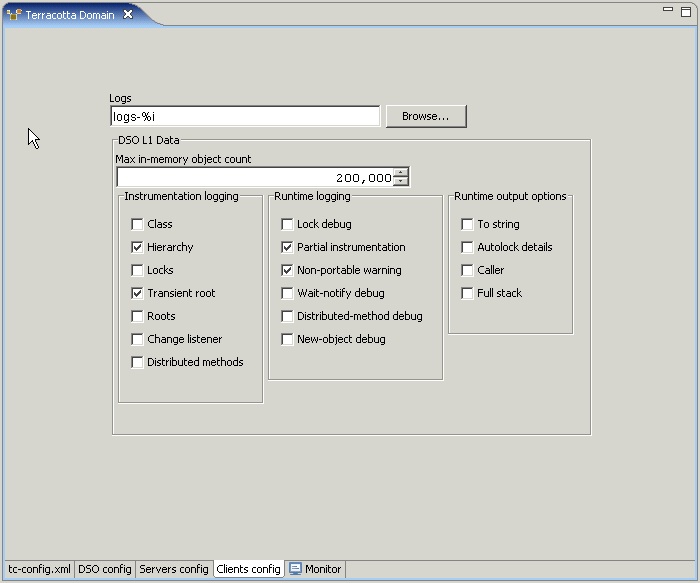 Terracotta Domain
Logs
logs-%i
Browse...
DSO L1 Data
Max in-memory object count
200,000
Instrumentation logging
Class
Hierarchy
Locks
Transient root
Roots
Change listener
Distributed methods
Runtime logging
Lock debug
Partial instrumentation
Non-portable warning
Wait-notify debug
Distributed-method debug
New-object debug
Runtime output options
To string
Autolock details
Caller
Full stack
tc-config.xml DSO config Servers config Clients config Monitor